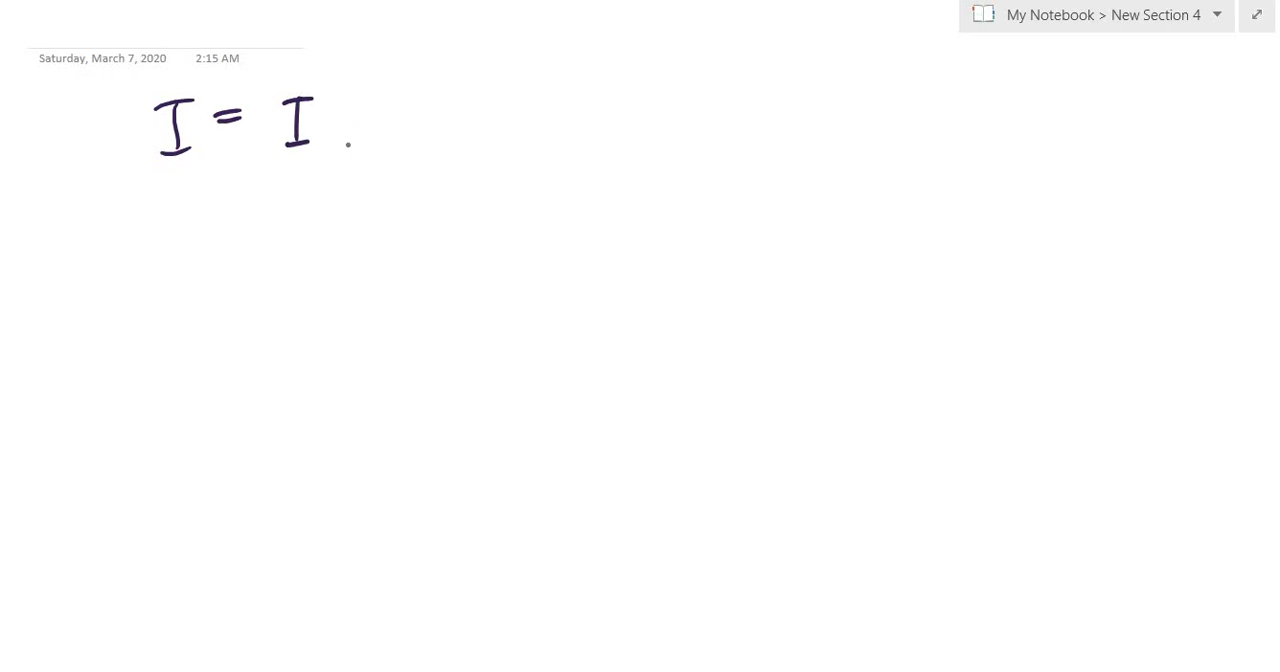 My Notebook > New Section 4
Saturday, March 7, 2020 2:15 AM
I = I